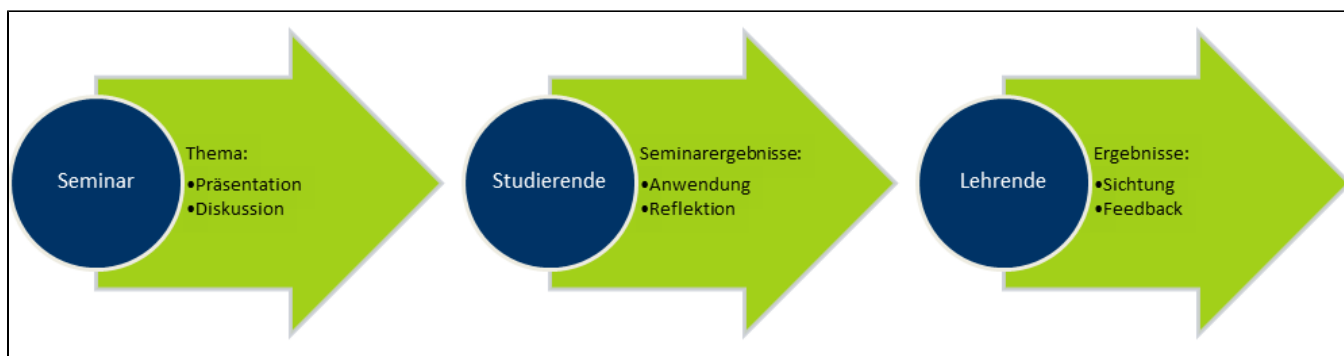 Seminar
Thema:
•Präsentation
•Diskussion
Studierende
Seminarergebnisse:
•Anwendung
•Reflektion
Lehrende
Ergebnisse:
•Sichtung
•Feedback